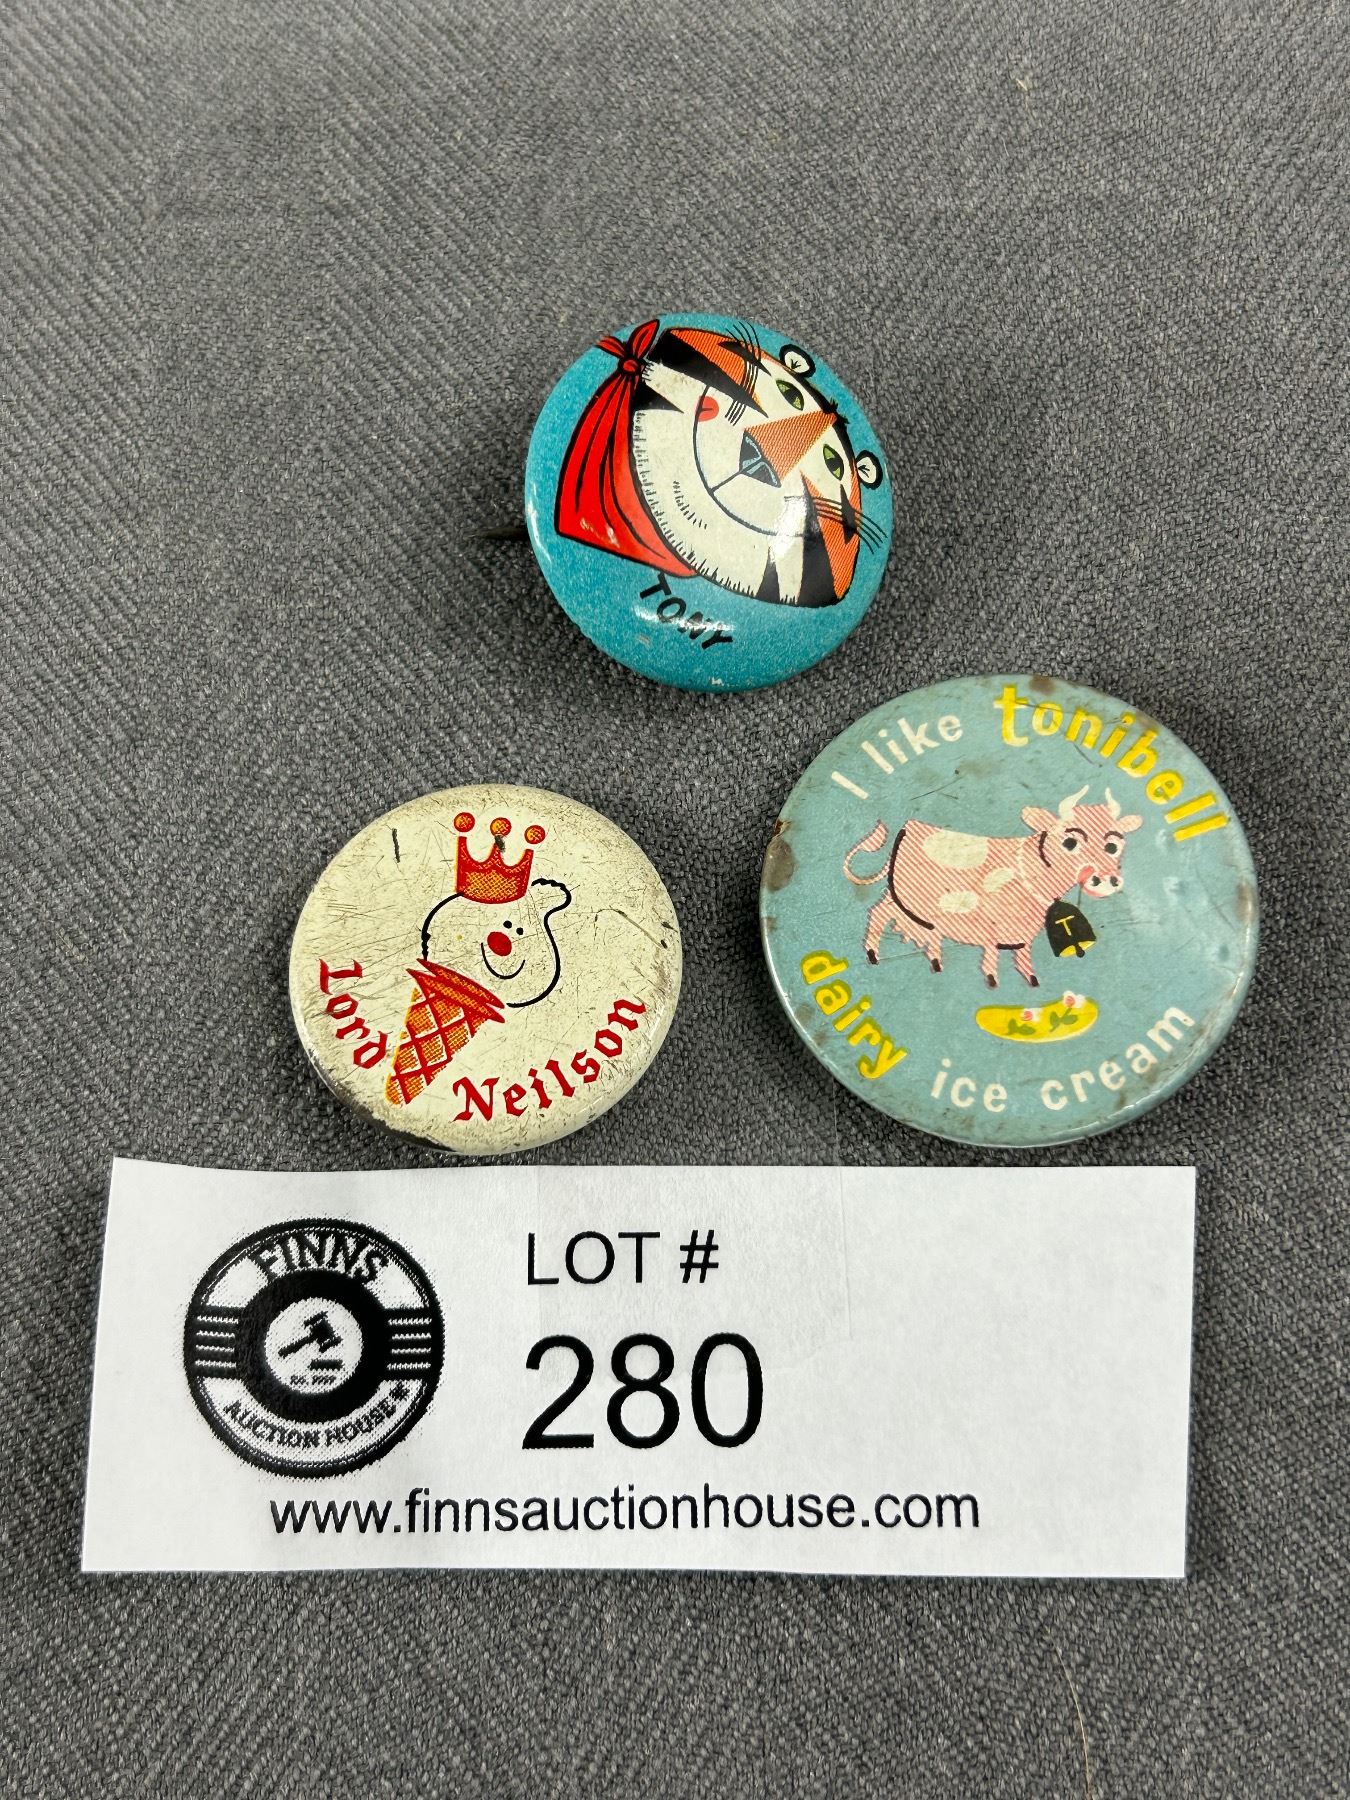 TONY
I like tonibell
T
dairy ice cream
Lord Neilson
FINNS
AUCTION HOUSE
LOT #
280
www.finnsauctionhouse.com